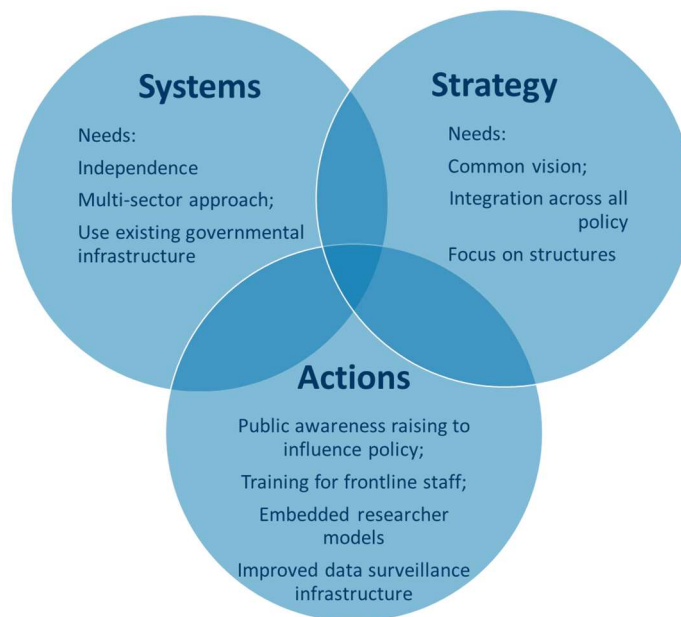 Systems
Needs:
Independence
Multi-sector approach;
Use existing governmental
infrastructure
Strategy
Needs:
Common vision;
Integration across all
policy
Focus on structures
Actions
Public awareness raising to
influence policy;
Training for frontline staff;
Embedded researcher
models
Improved data surveillance
infrastructure